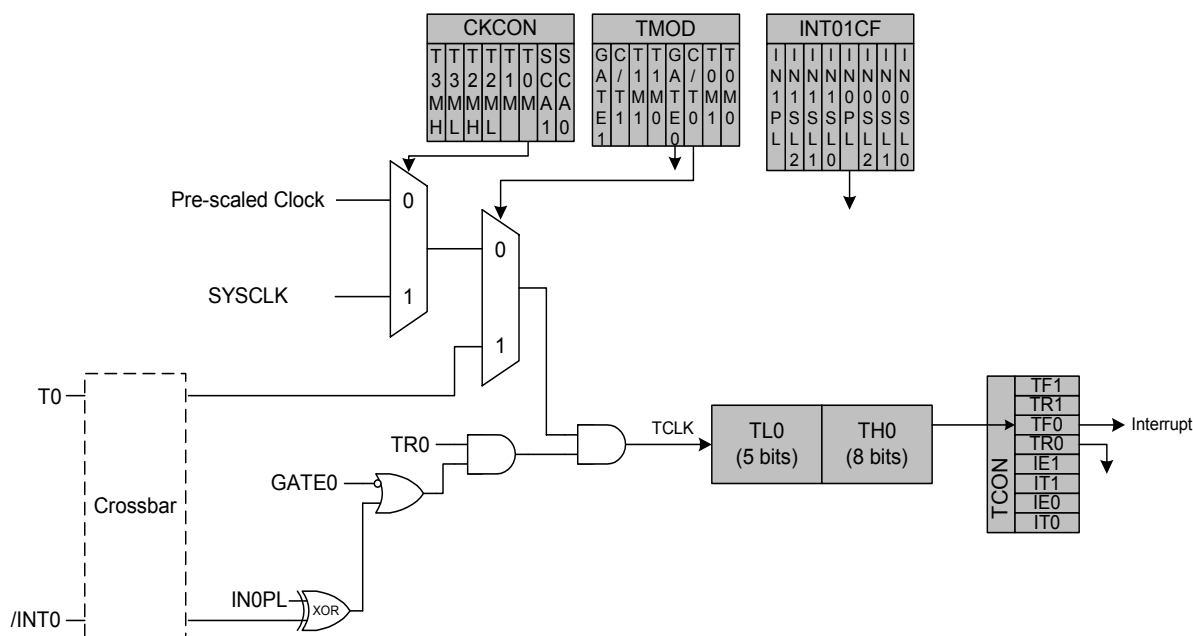 CKCON
T3MH
T3ML
T2MH
T2ML
T1M
T0M
SCA1
SCA0
TMOD
GATE1
C/T1
T1M1
T1M0
GATE0
C/T0
T0M1
T0M0
INT01CF
IN1PL
IN1SL2
IN1SL1
IN1SL0
IN0PL
IN0SL2
IN0SL1
IN0SL0
Pre-scaled Clock
0
SYSCLK
1
0
1
T0
Crossbar
/INT0
TR0
GATE0
IN0PL
XOR
TCLK
TL0
(5 bits)
TH0
(8 bits)
TCON
TF1
TR1
TF0
TR0
IE1
IT1
IE0
IT0
Interrupt